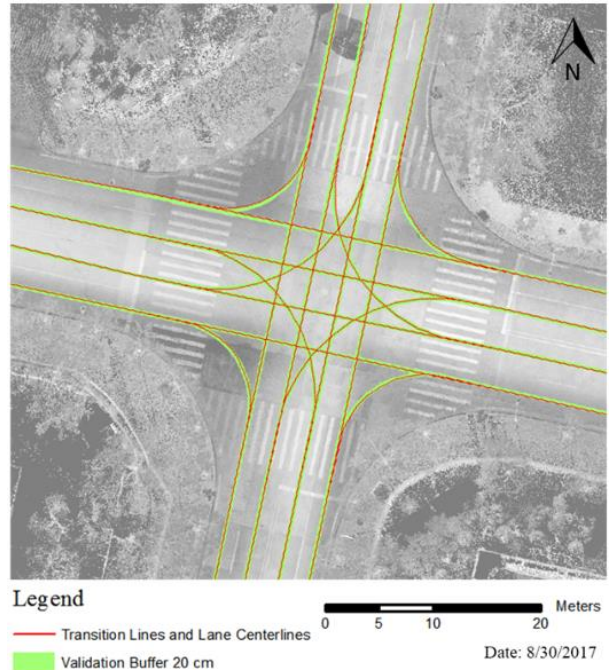 N
Legend
Transition Lines and Lane Centerlines
Validation Buffer 20 cm
Meters
0 5 10 20
Date: 8/30/2017